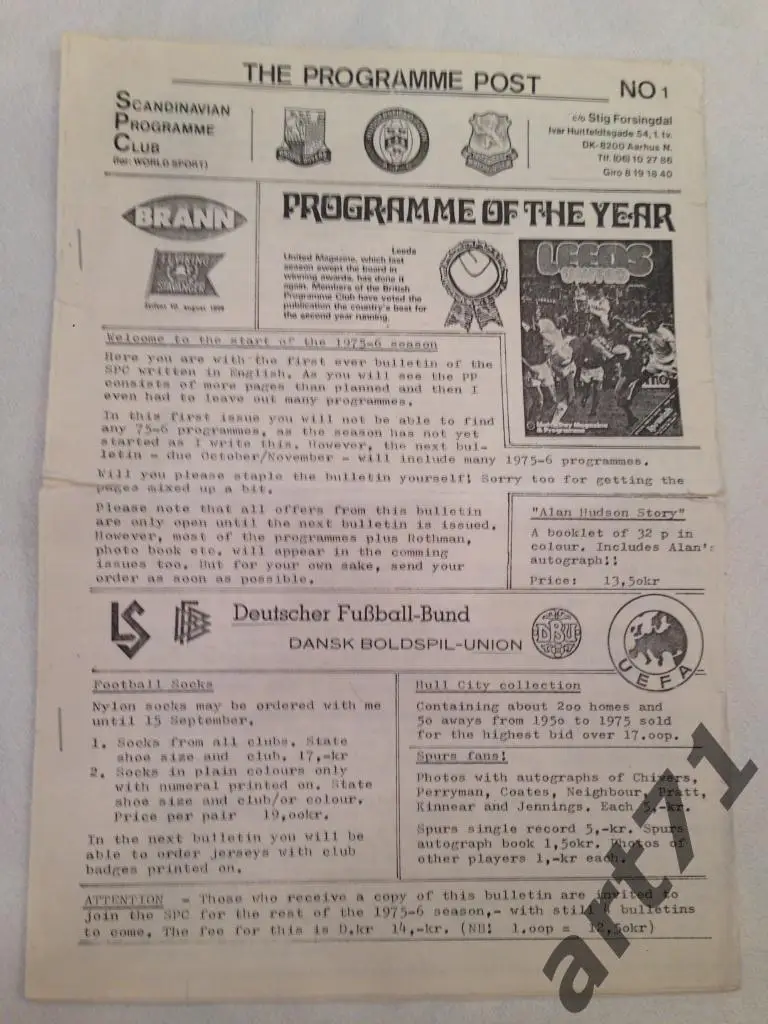 THE PROGRAMME POST
NO 1
SCANDINAVIAN
PROGRAMME
CLUB
(for: WORLD SPORT)
c/o Stig Forsingdal
Ivar Huitfeldtsgade 54, 1. tv.
DK-8200 Aarhus N.
Tlf. (06) 10 27 86
Giro 8 19 18 40
BRANN
VIKING
STAVANGER
PROGRAMME OF THE YEAR
Leeds
United Magazine, which last
season swept the board in
winning awards, has done it
again. Members of the British
Programme Club have voted the
publication the country's best for
the second year running.
LEEDS
UNITED
Matchday Magazine
& Programme
Welcome to the start of the 1975-6 season
Here you are with the first ever bulletin of the
SPC written in English. As you will see the PP
consists of more pages than planned and then I
even had to leave out many programmes.
In this first issue you will not be able to find
any 75-6 programmes, as the season has not yet
started as I write this. However, the next bul-
letin - due October/November - will include many 1975-6 programmes.
Will you please staple the bulletin yourself! Sorry too for getting the
pages mixed up a bit.
Please note that all offers from this bulletin
are only open until the next bulletin is issued.
However, most of the programmes plus Rothman,
photo book etc. will appear in the comming
issues too. But for your own sake, send your
order as soon as possible.
"Alan Hudson Story"
A booklet of 32 p in
colour. Includes Alan's
autograph!!
Price: 13,50kr
LS
DFB
Deutscher Fußball-Bund
DANSK BOLDSPIL-UNION
DBU
UEFA
Football Socks
Nylon socks may be ordered with me
until 15 September.
1. Socks from all clubs. State
shoe size and club. 17,-kr
2. Socks in plain colours only
with numeral printed on. State
shoe size and club/or colour.
Price per pair 19,ookr.
In the next bulletin you will be
able to order jerseys with club
badges printed on.
Hull City collection
Containing about 2oo homes and
5o aways from 195o to 1975 sold
for the highest bid over 17.oop.
Spurs fans!
Photos with autographs of Chivers,
Perryman, Coates, Neighbour, Pratt,
Kinnear and Jennings. Each 3,-kr.
Spurs single record 5,-kr. Spurs
autograph book 1,5okr. Photos of
other players 1,-kr each.
ATTENTION - Those who receive a copy of this bulletin are invited to
join the SPC for the rest of the 1975-6 season,- with still 4 bulletins
to come. The fee for this is D.kr 14,-kr. (NB! 1.oop = 12,5okr)
art71